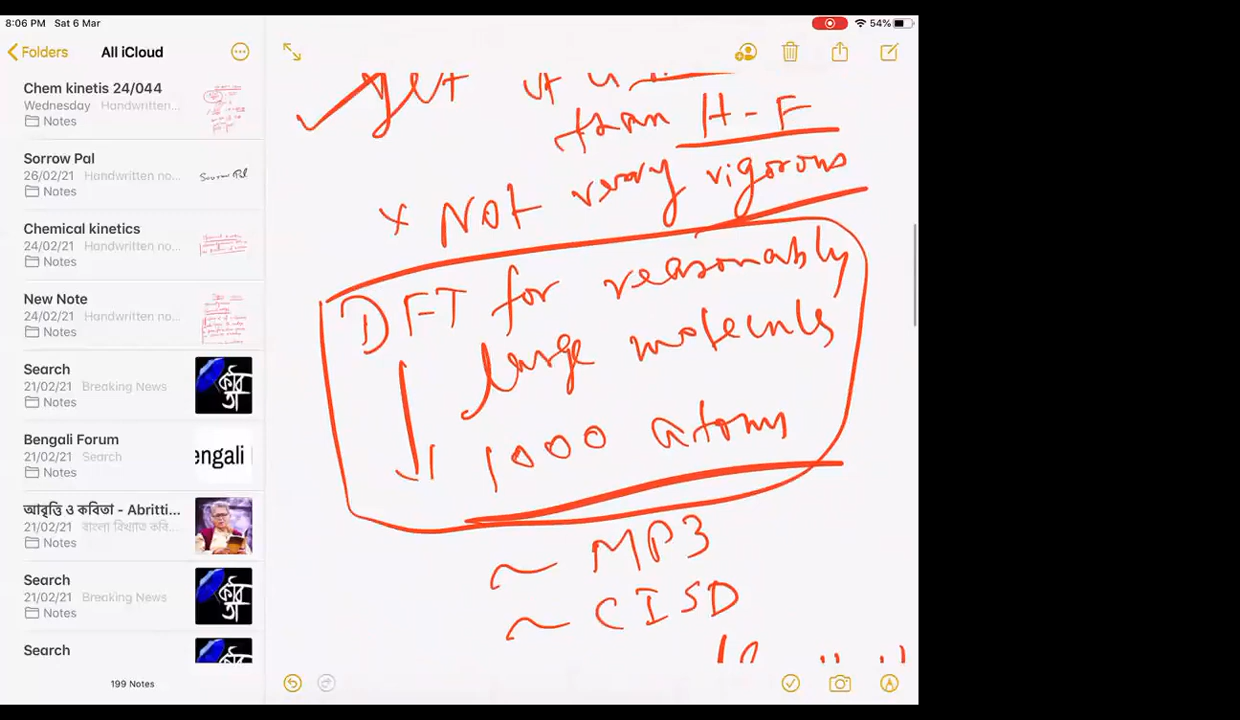 8:06 PM Sat 6 Mar
54%
Folders
All iCloud
Chem kinetis 24/044
Wednesday Handwritten...
Notes
Sorrow Pal
26/02/21 Handwritten no...
Notes
Chemical kinetics
24/02/21 Handwritten no...
Notes
New Note
24/02/21 Handwritten no...
Notes
Search
21/02/21 Breaking News
Notes
Bengali Forum
21/02/21 Search
Notes
engali
আবৃত্তি ও কবিতা - Abritti...
21/02/21
Notes
Search
21/02/21 Breaking News
Notes
Search
199 Notes
than H-F
x Not very vigorous
DFT for reasonably
large molecules
1000 atoms
~ MP3
~ CISD